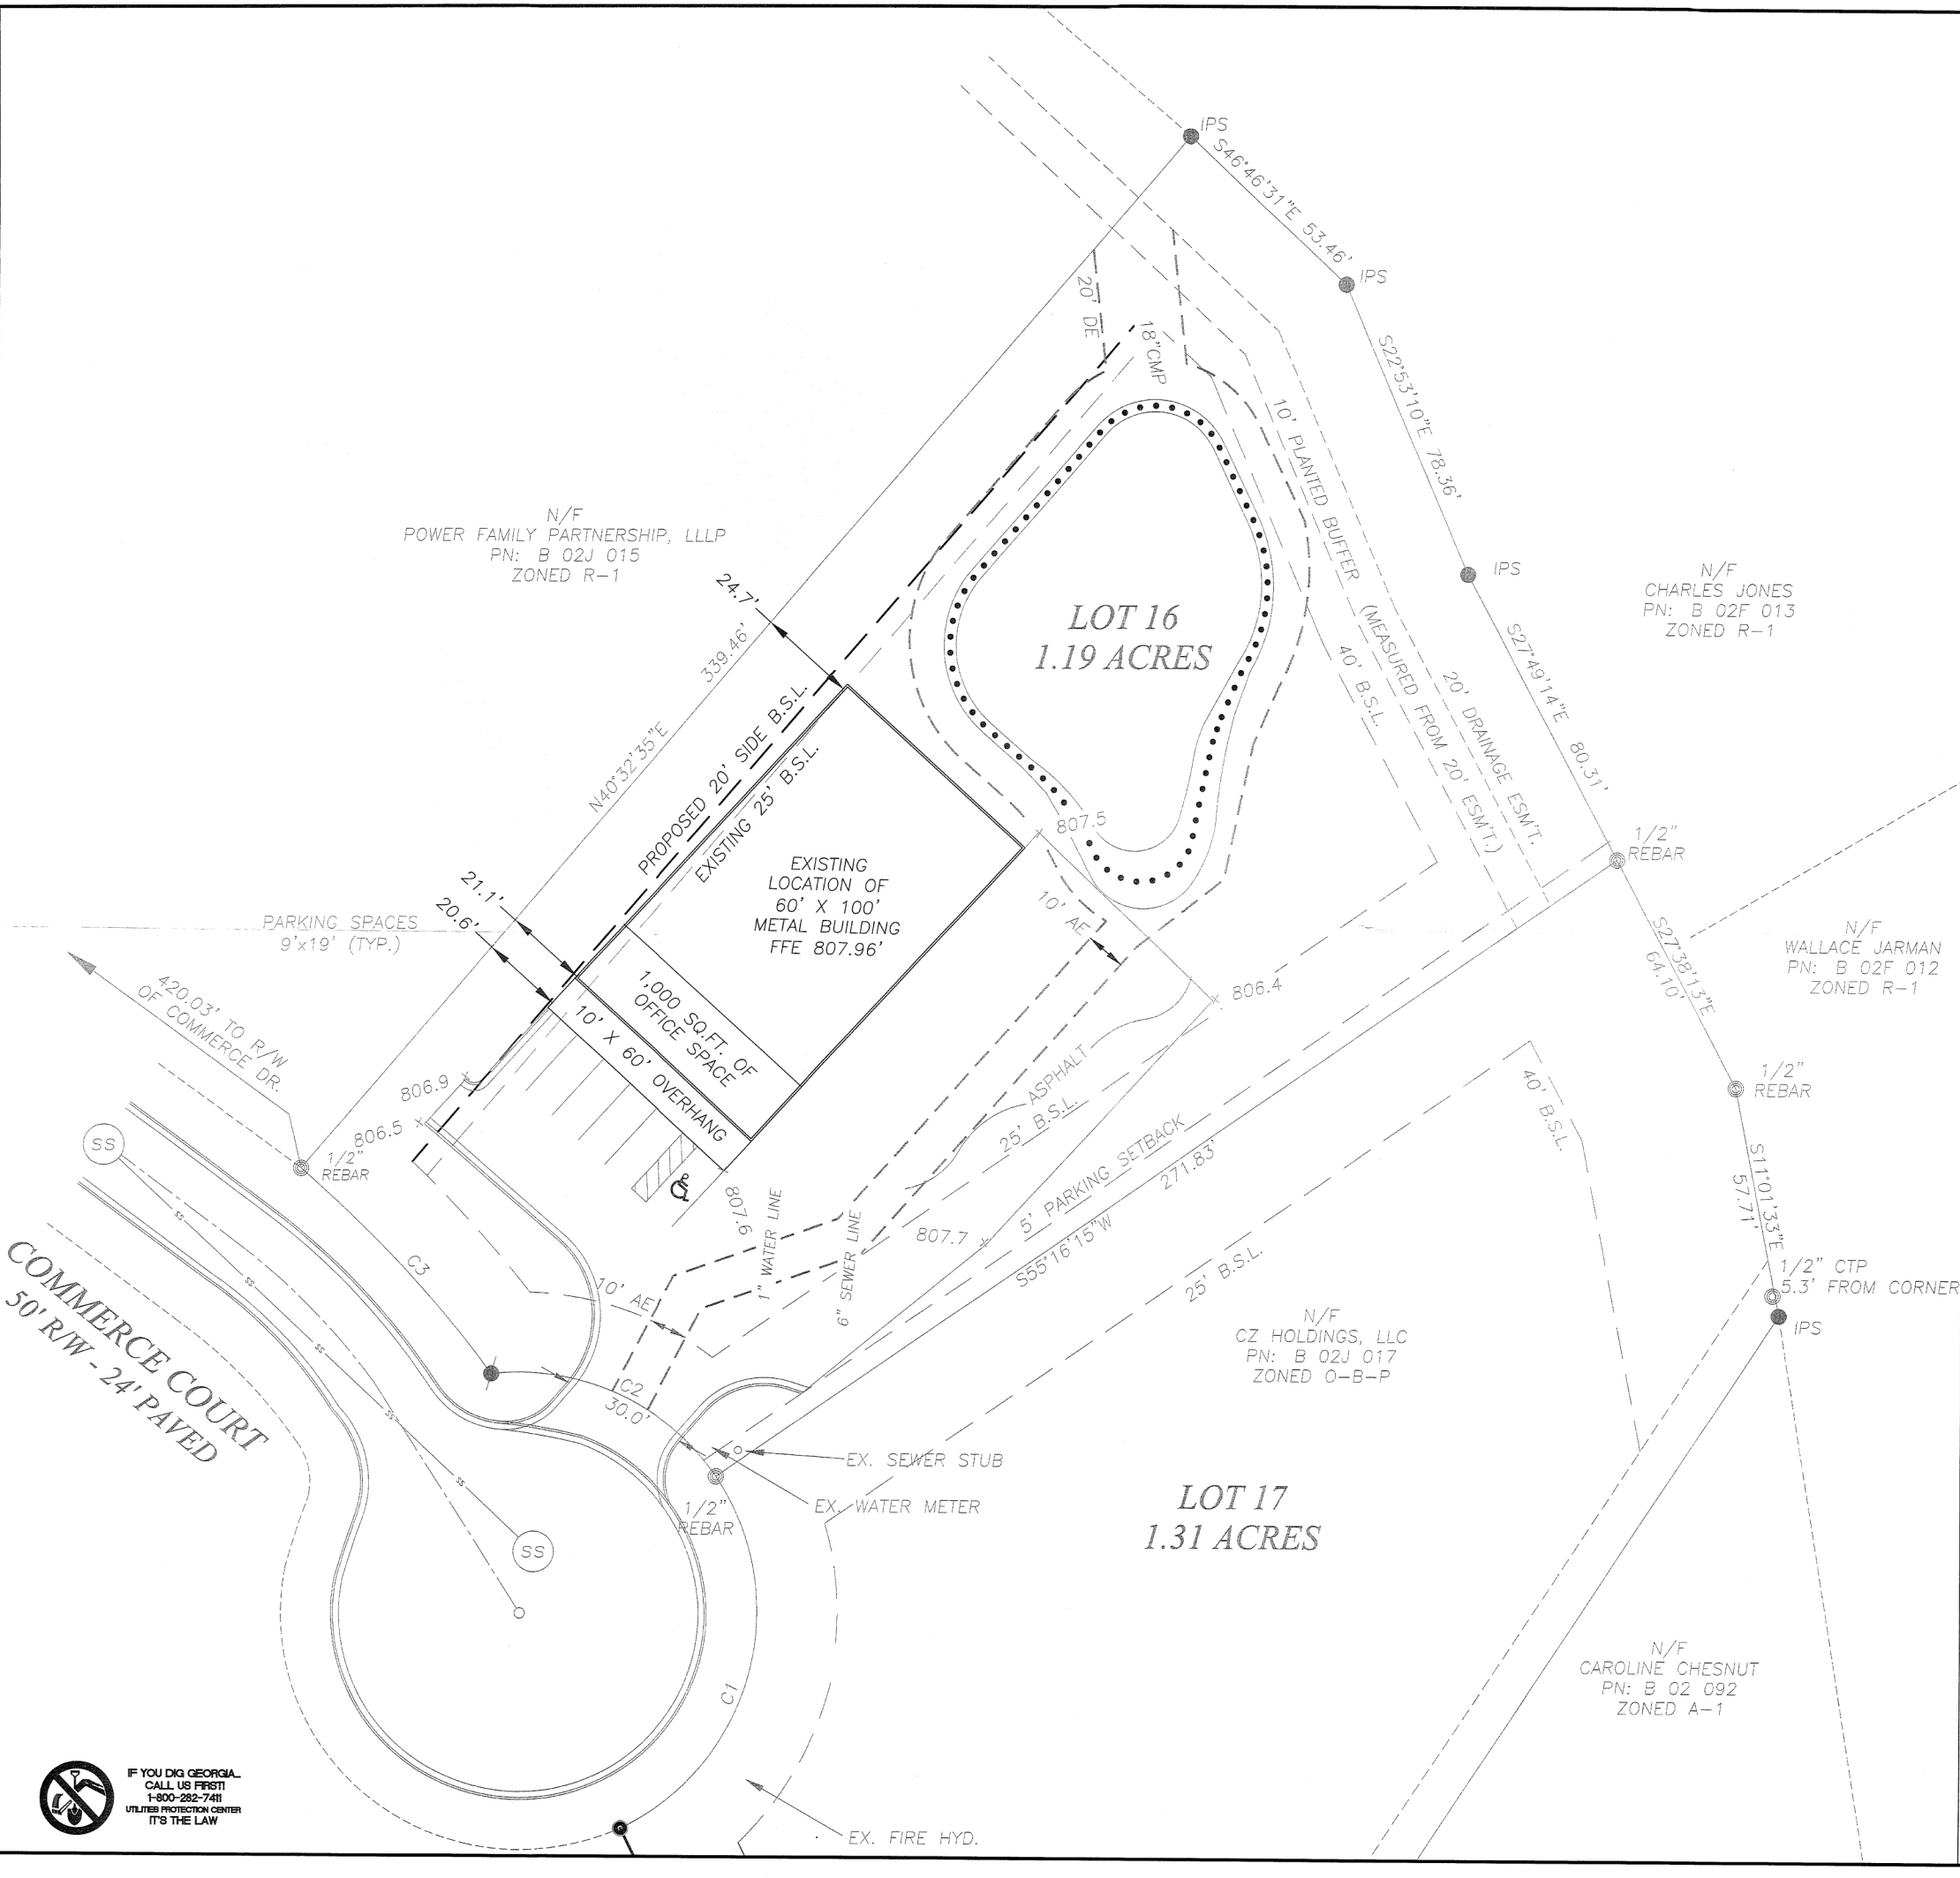 IPS
S46°46'31"E 53.46'
IPS
20' DE
18"CMP
S22°53'10"E 78.36'
10' PLANTED BUFFER (MEASURED FROM 20' ESM'T.)
N/F
POWER FAMILY PARTNERSHIP, LLLP
PN: B 02J 015
ZONED R-1
24.7'
IPS
N/F
CHARLES JONES
PN: B 02F 013
ZONED R-1
LOT 16
1.19 ACRES
S27°49'14"E 80.31'
40' B.S.L.
20' DRAINAGE ESM'T.
N40°32'35"E 339.46'
PROPOSED 20' SIDE B.S.L.
EXISTING 25' B.S.L.
807.5
1/2"
REBAR
EXISTING
LOCATION OF
60' X 100'
METAL BUILDING
FFE 807.96'
21.1'
20.6'
10' AE
PARKING SPACES
9'x19' (TYP.)
N/F
WALLACE JARMAN
PN: B 02F 012
ZONED R-1
S27°38'13"E
64.10'
420.03' TO R/W
OF COMMERCE DR.
1,000 SQ.FT. OF
OFFICE SPACE
10' X 60' OVERHANG
806.4
806.9
806.5
ASPHALT
25' B.S.L.
1/2"
REBAR
40' B.S.L.
SS
1/2"
REBAR
5' PARKING SETBACK
271.83'
S55°16'15"W
S11°01'33"E
57.71'
807.6
1" WATER LINE
6" SEWER LINE
807.7
C3
10' AE
25' B.S.L.
1/2" CTP
5.3' FROM CORNER
IPS
COMMERCE COURT
50' R/W - 24' PAVED
SS
SS
SS
SS
SS
N/F
CZ HOLDINGS, LLC
PN: B 02J 017
ZONED O-B-P
C2
30.0'
EX. SEWER STUB
EX. WATER METER
1/2"
REBAR
LOT 17
1.31 ACRES
SS
C1
N/F
CAROLINE CHESNUT
PN: B 02 092
ZONED A-1
IF YOU DIG GEORGIA...
CALL US FIRST!
1-800-282-7411
UTILITIES PROTECTION CENTER
IT'S THE LAW
EX. FIRE HYD.